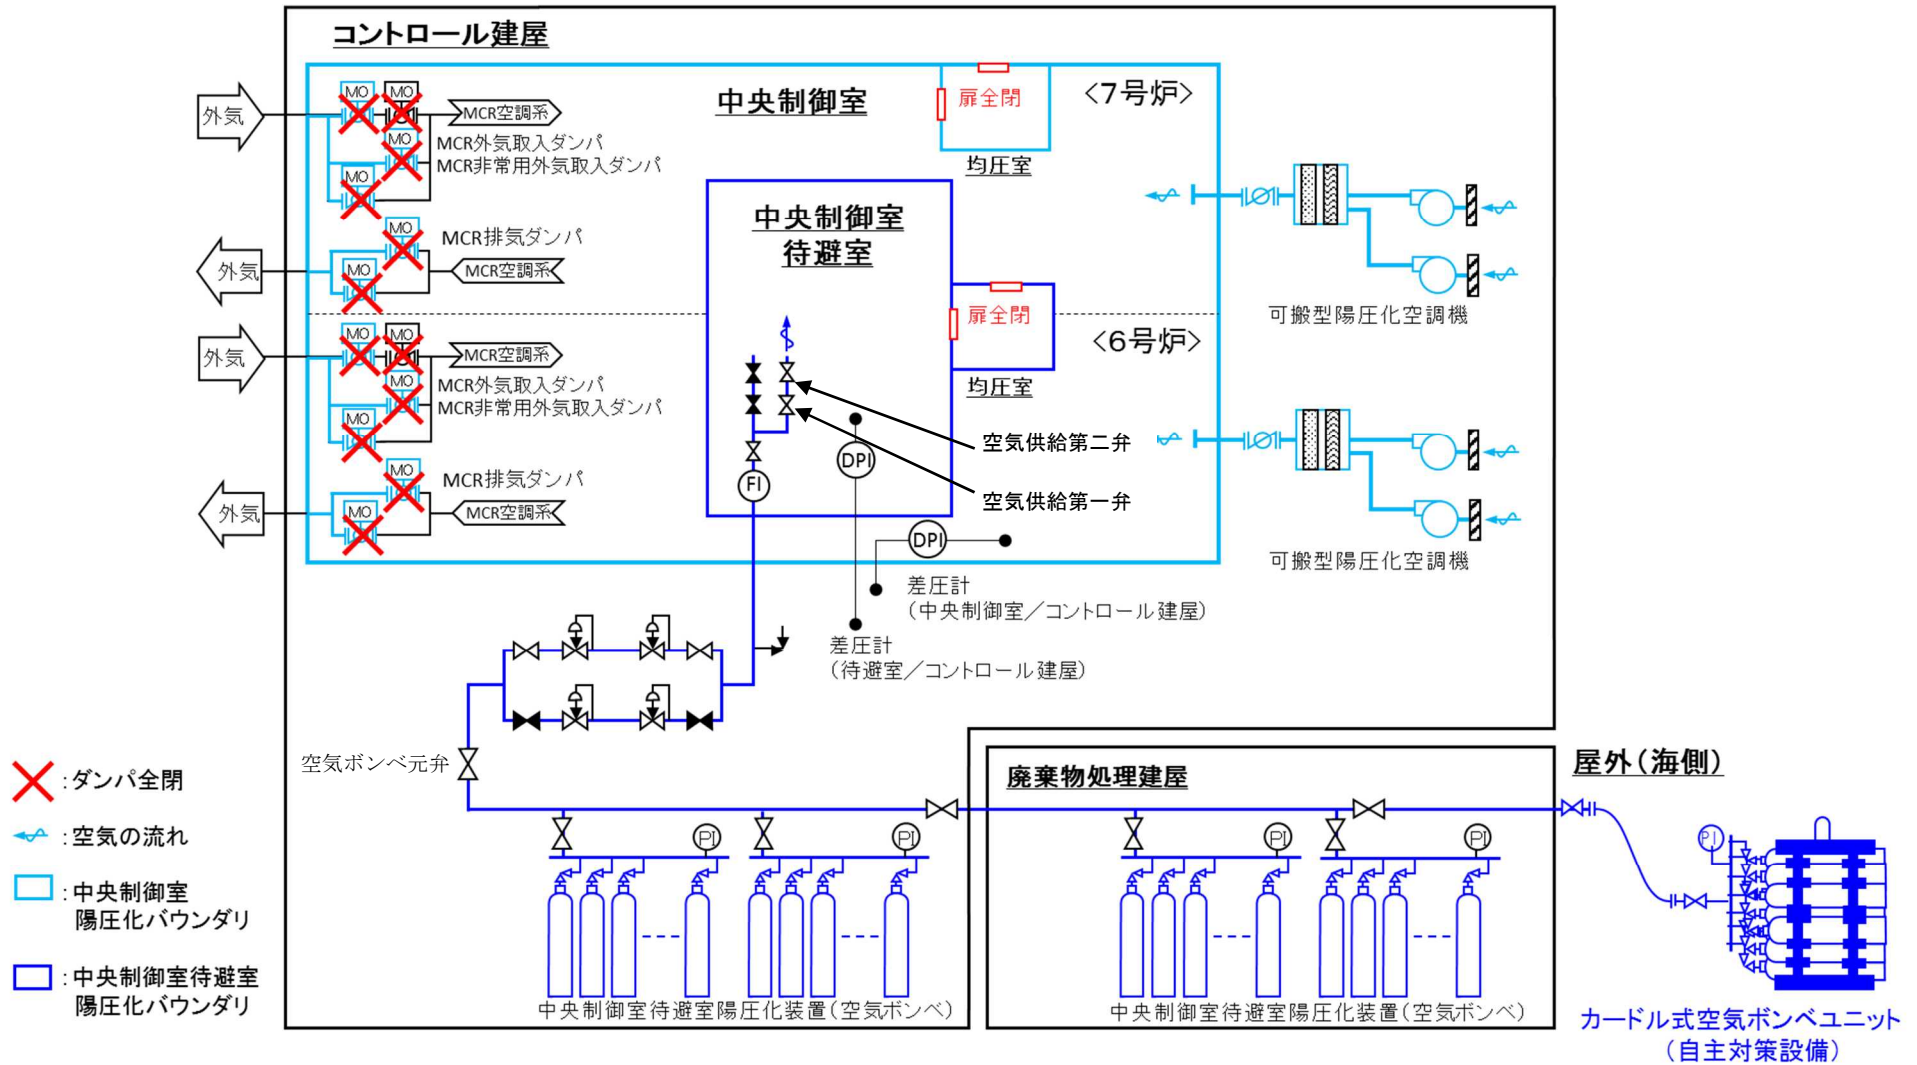 コントロール建屋
中央制御室
<7号炉>
扉全閉
均圧室
外気
MO
MO
MCR空調系
MO
MCR外気取入ダンパ
MCR非常用外気取入ダンパ
MO
MO
MCR排気ダンパ
外気
MO
MCR空調系
中央制御室
待避室
扉全閉
均圧室
<6号炉>
可搬型陽圧化空調機
外気
MO
MO
MCR空調系
MO
MCR外気取入ダンパ
MCR非常用外気取入ダンパ
MO
MO
MCR排気ダンパ
外気
MO
MCR空調系
空気供給第二弁
DPI
FI
空気供給第一弁
DPI
可搬型陽圧化空調機
差圧計
(中央制御室/コントロール建屋)
差圧計
(待避室/コントロール建屋)
空気ボンベ元弁
廃棄物処理建屋
屋外(海側)
PI
PI
PI
PI
PI
中央制御室待避室陽圧化装置(空気ボンベ)
中央制御室待避室陽圧化装置(空気ボンベ)
カードル式空気ボンベユニット
(自主対策設備)
:ダンパ全閉
:空気の流れ
:中央制御室
陽圧化バウンダリ
:中央制御室待避室
陽圧化バウンダリ